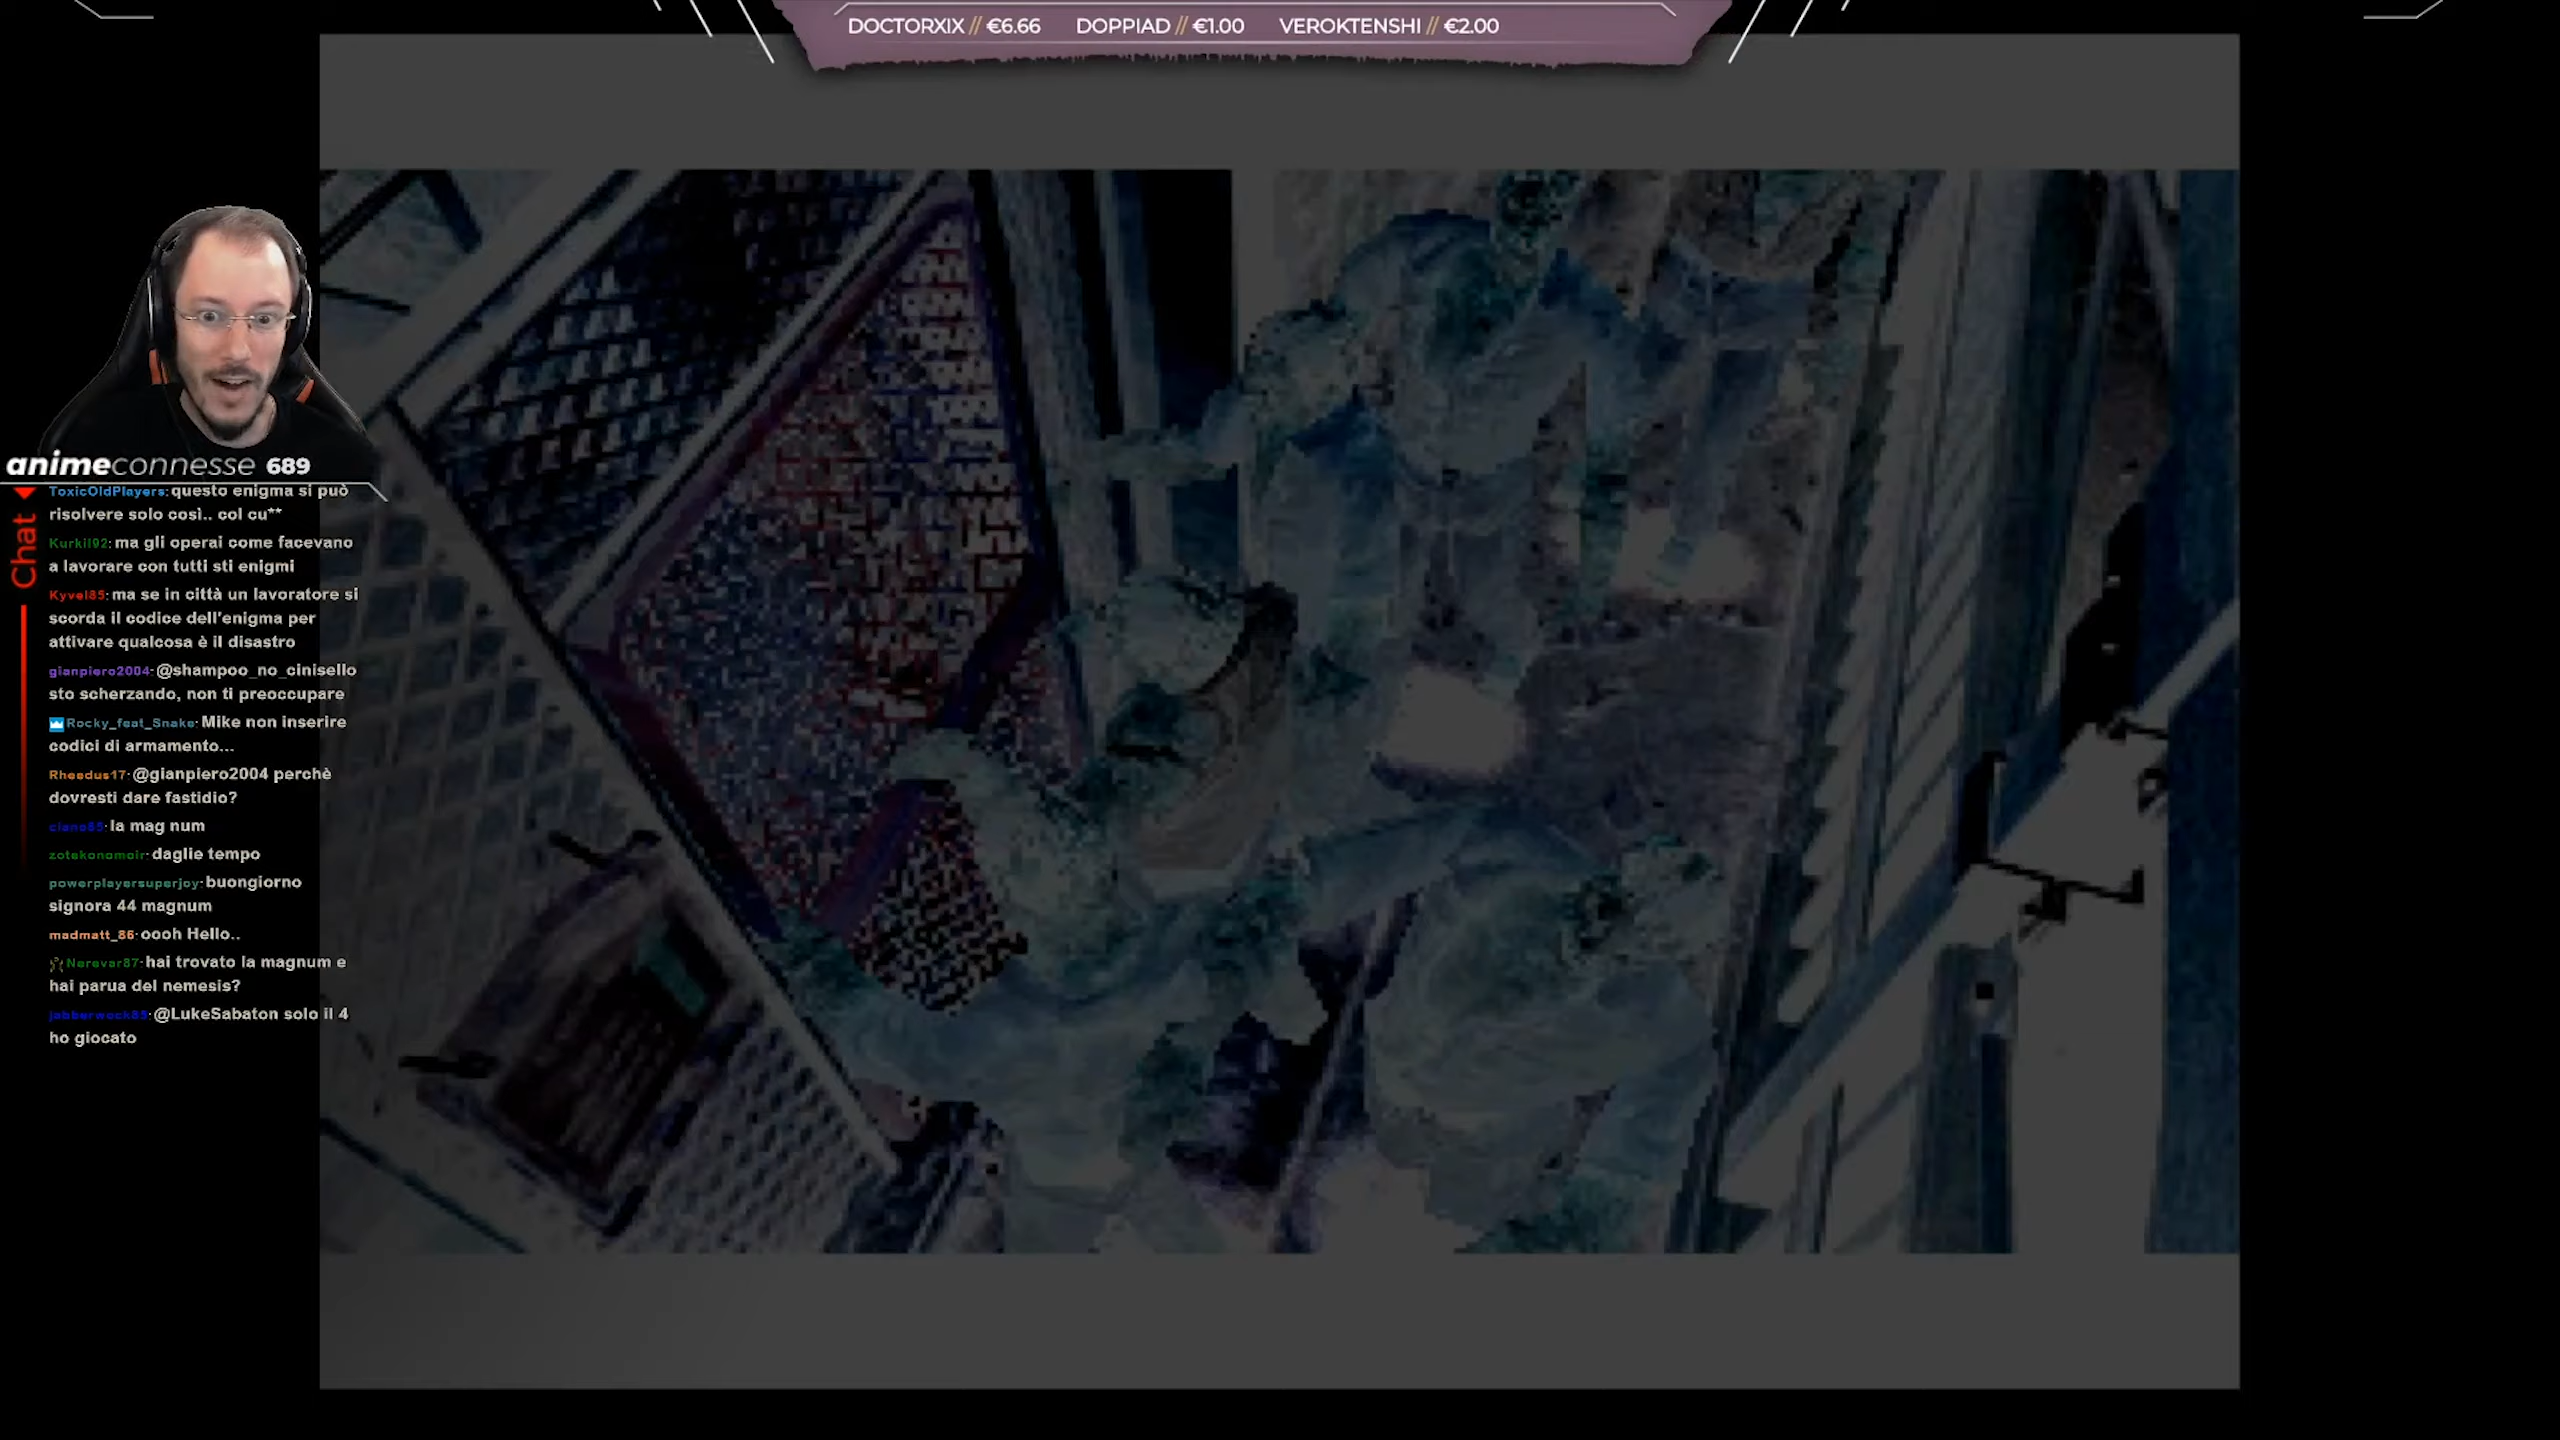 DOCTORXIX // €6.66 DOPPIAD // €1.00 VEROKTENSHI // €2.00
animeconnesse 689
Chat
ToxicOldPlayers: questo enigma si può
risolvere solo così.. col cu**
Kurkil92: ma gli operai come facevano
a lavorare con tutti sti enigmi
Kyvel85: ma se in città un lavoratore si
scorda il codice dell'enigma per
attivare qualcosa è il disastro
gianpiero2004: @shampoo_no_cinisello
sto scherzando, non ti preoccupare
Rocky_feat_Snake: Mike non inserire
codici di armamento...
Rheedus17: @gianpiero2004 perchè
dovresti dare fastidio?
la mag num
zotekonomair: daglie tempo
powerplayersuperjoy: buongiorno
signora 44 magnum
madmatt_86: oooh Hello..
Nerevar87: hai trovato la magnum e
hai parua del nemesis?
jabberwock85: @LukeSabaton solo il 4
ho giocato